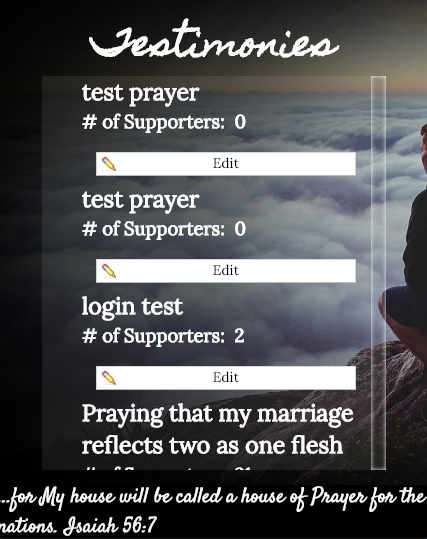 Testimonies
test prayer
# of Supporters: 0
Edit
test prayer
# of Supporters: 0
Edit
login test
# of Supporters: 2
Edit
Praying that my marriage
reflects two as one flesh
...for My house will be called a house of Prayer for the
nations. Isaiah 56:7